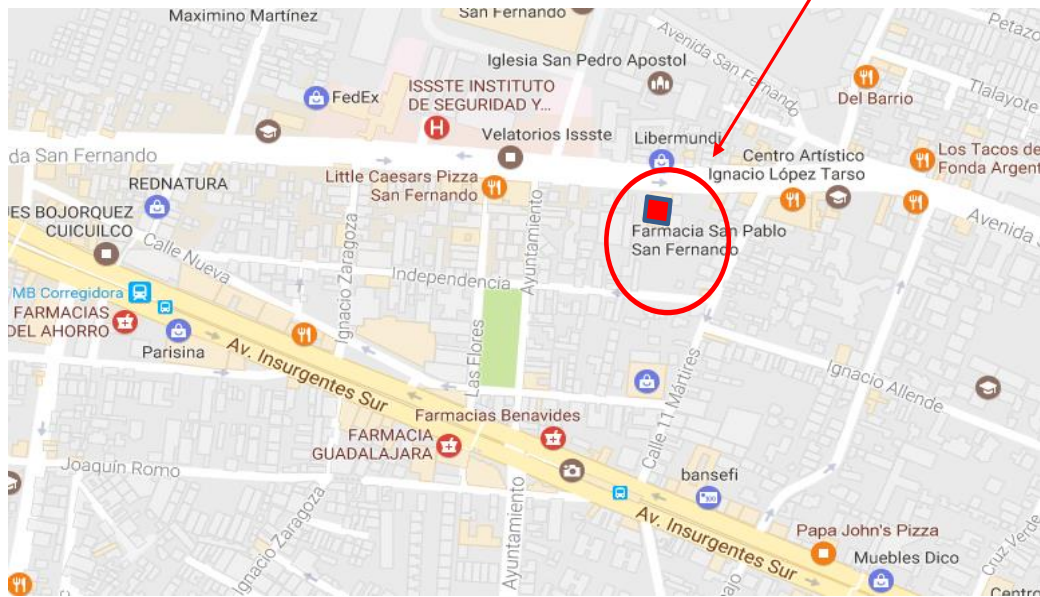 Maximino Martínez
San Fernando
Petazo
Avenida San Fernando
Iglesia San Pedro Apostol
ISSSTE INSTITUTO
DE SEGURIDAD Y...
FedEx
Del Barrio
Tlalayote
Velatorios Issste
Libermundi
da San Fernando
Centro Artístico
Ignacio López Tarso
Los Tacos de
Fonda Argent
REDNATURA
Little Caesars Pizza
San Fernando
ES BOJORQUEZ
CUICUILCO
Farmacia San Pablo
San Fernando
Avenida
Calle Nueva
Ignacio Zaragoza
Independencia
Ayuntamiento
MB Corregidora
FARMACIAS
DEL AHORRO
Parisina
Av. Insurgentes Sur
Las Flores
Calle 11 Mártires
Ignacio Allende
Farmacias Benavides
FARMACIA
GUADALAJARA
Joaquín Romo
bansefi
Ignacio Zaragoza
Ayuntamiento
Av. Insurgentes Sur
Papa John's Pizza
Muebles Dico
Cruz Verde
ajo
Centro
H